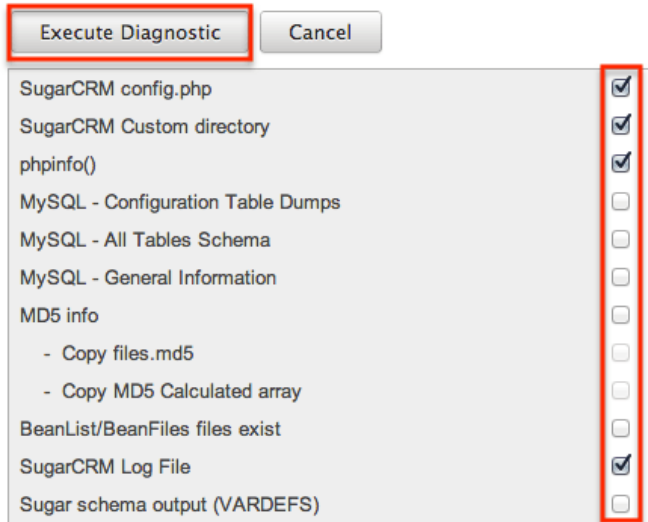 Execute Diagnostic Cancel
SugarCRM config.php
SugarCRM Custom directory
phpinfo()
MySQL - Configuration Table Dumps
MySQL - All Tables Schema
MySQL - General Information
MD5 info
- Copy files.md5
- Copy MD5 Calculated array
BeanList/BeanFiles files exist
SugarCRM Log File
Sugar schema output (VARDEFS)